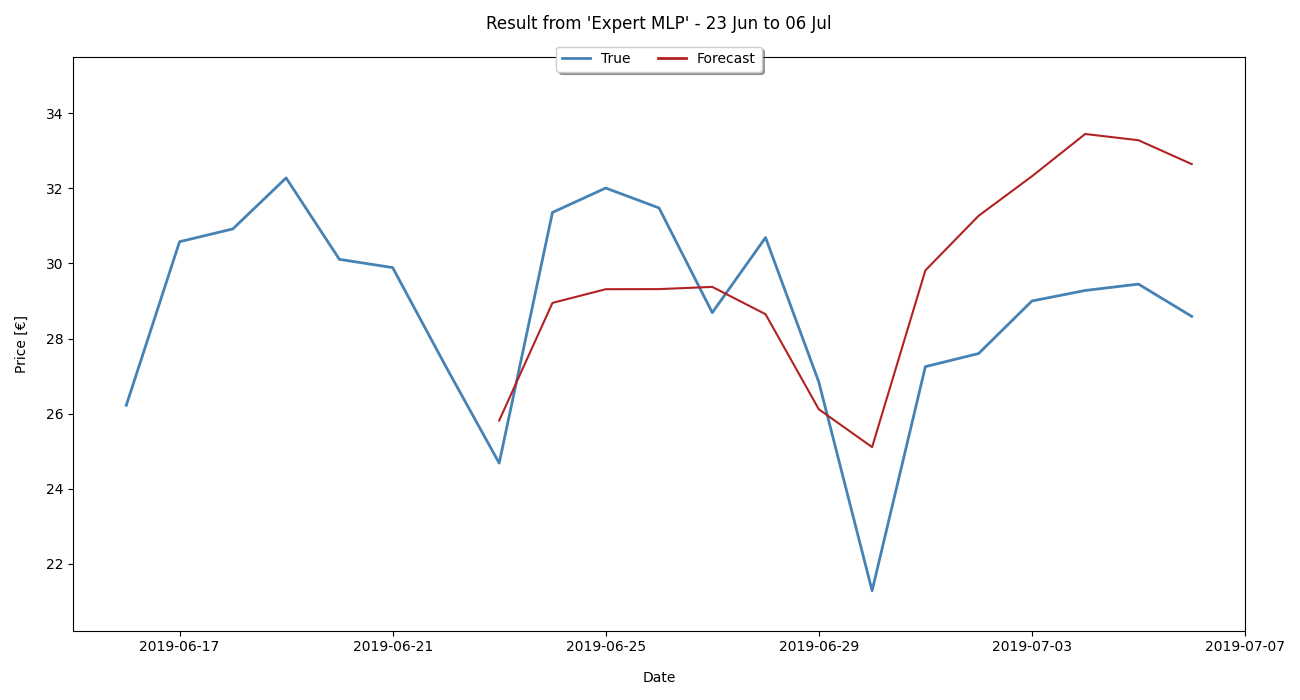 Result from 'Expert MLP' - 23 Jun to 06 Jul
True Forecast
34
32
30
28
26
24
22
Price [€]
2019-06-17 2019-06-21 2019-06-25 2019-06-29 2019-07-03 2019-07-07
Date